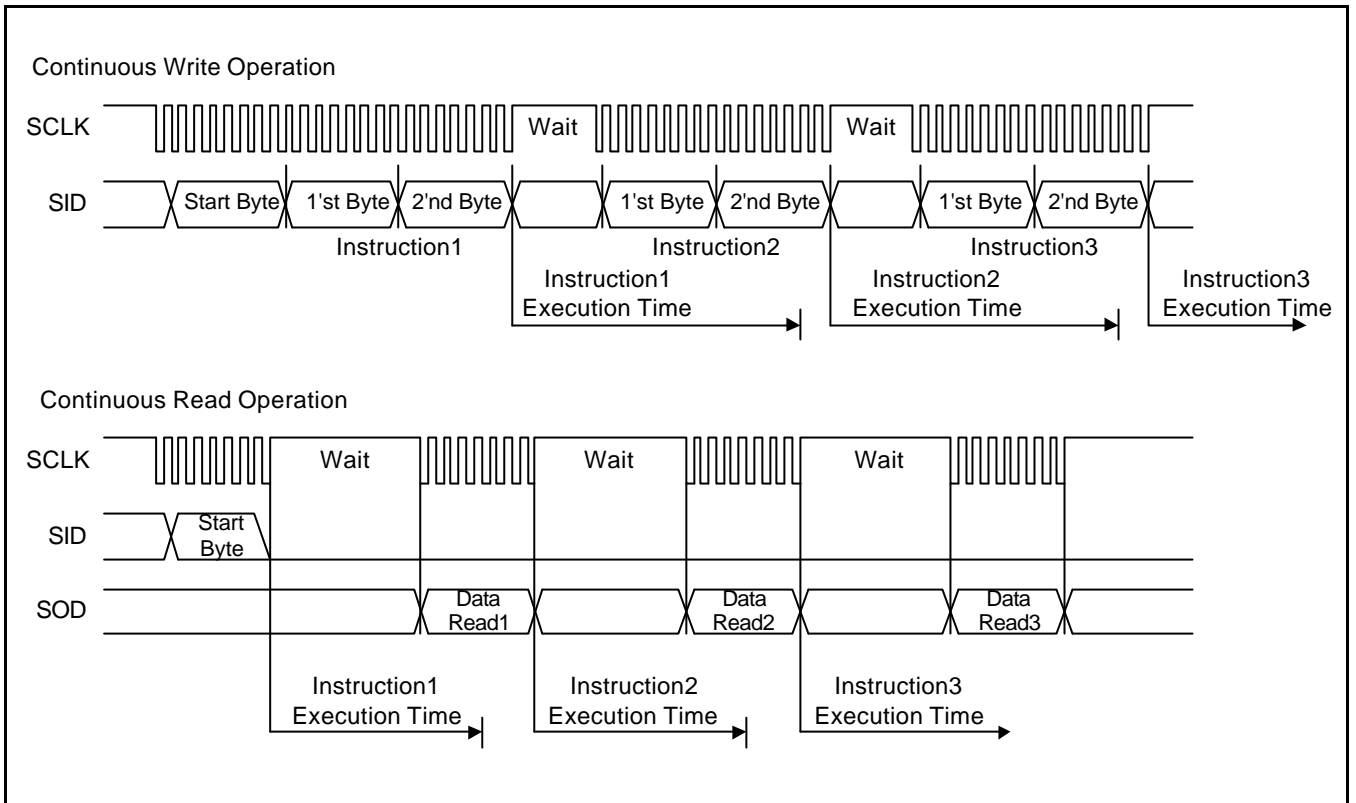 Continuous Write Operation
SCLK
Wait
Wait
SID
Start Byte
1'st Byte
2'nd Byte
1'st Byte
2'nd Byte
1'st Byte
2'nd Byte
Instruction1
Instruction2
Instruction3
Instruction1
Execution Time
Instruction2
Execution Time
Instruction3
Execution Time
Continuous Read Operation
SCLK
Wait
Wait
Wait
SID
Start
Byte
SOD
Data
Read1
Data
Read2
Data
Read3
Instruction1
Execution Time
Instruction2
Execution Time
Instruction3
Execution Time